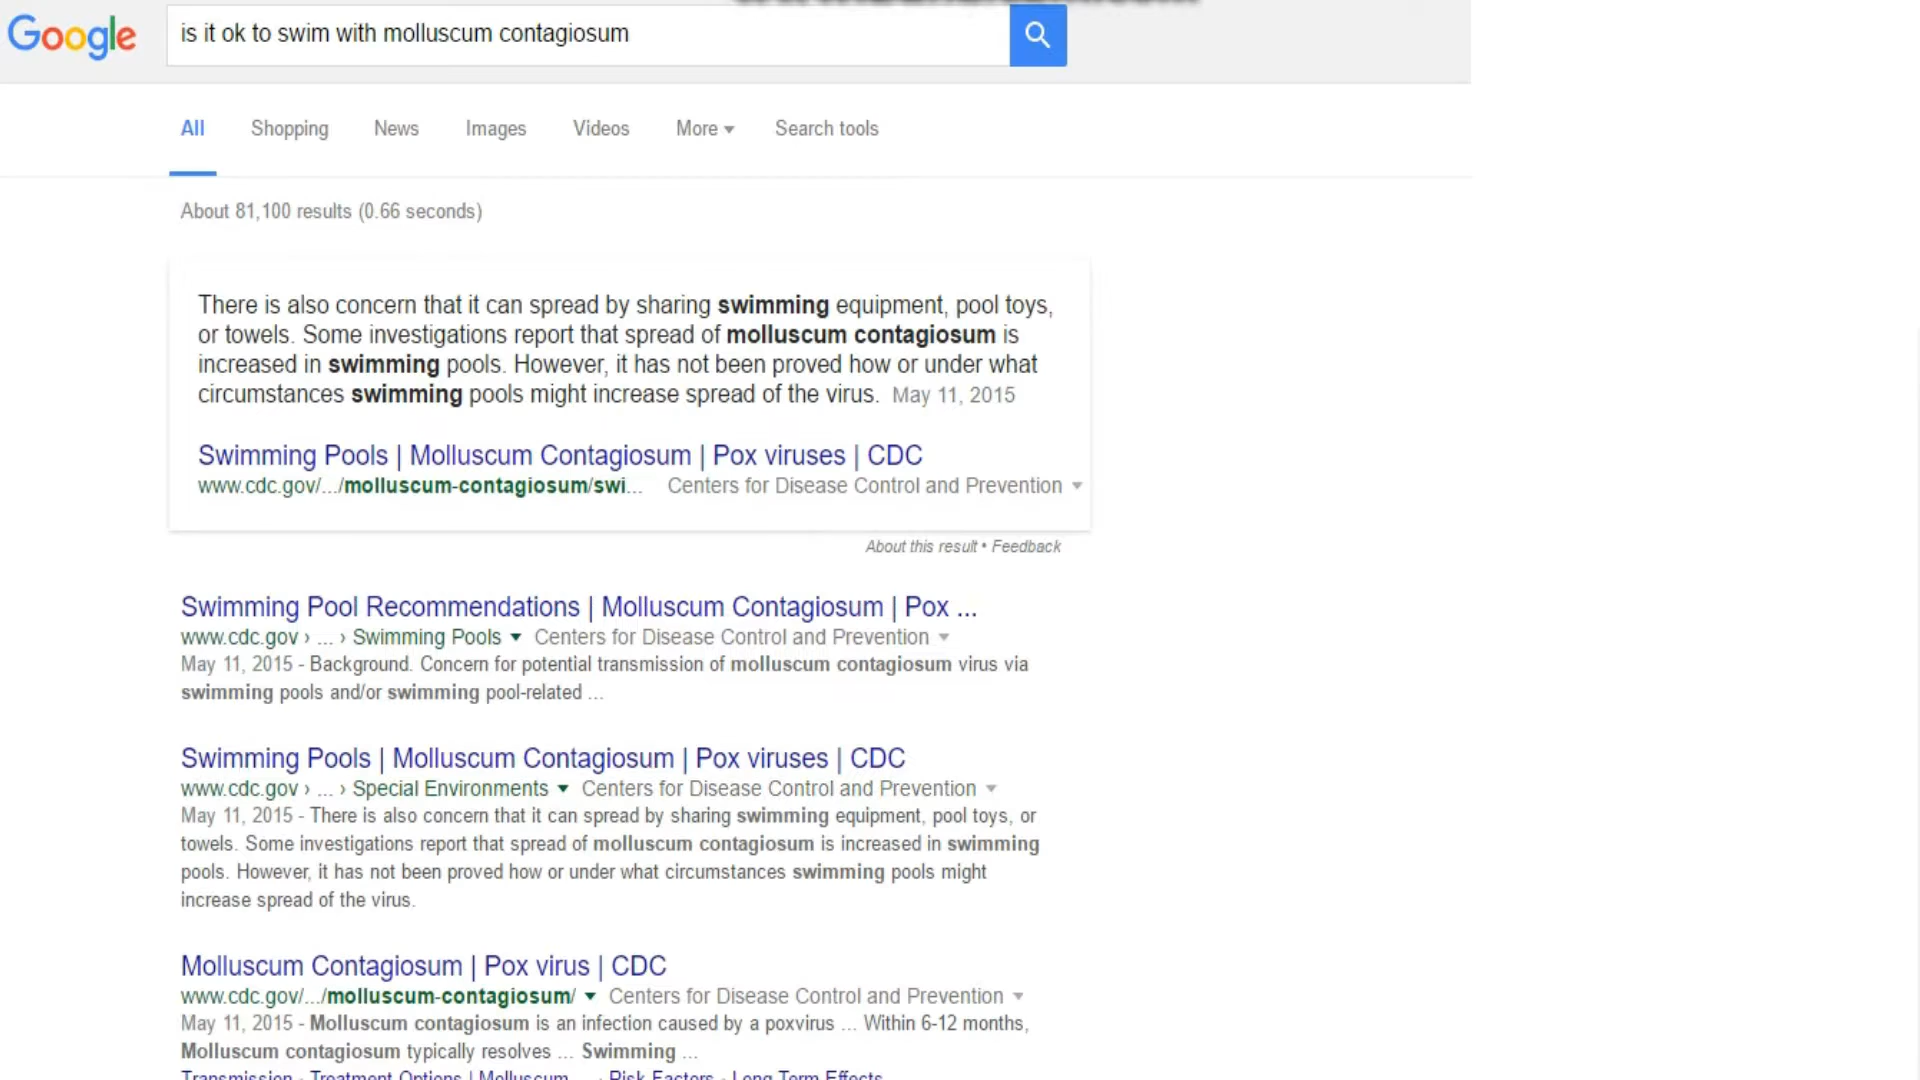 Google
is it ok to swim with molluscum contagiosum
All Shopping News Images Videos More Search tools
About 81,100 results (0.66 seconds)
There is also concern that it can spread by sharing swimming equipment, pool toys,
or towels. Some investigations report that spread of molluscum contagiosum is
increased in swimming pools. However, it has not been proved how or under what
circumstances swimming pools might increase spread of the virus. May 11, 2015
Swimming Pools | Molluscum Contagiosum | Pox viruses | CDC
www.cdc.gov/.../molluscum-contagiosum/swi... Centers for Disease Control and Prevention
About this result • Feedback
Swimming Pool Recommendations | Molluscum Contagiosum | Pox ...
www.cdc.gov › ... › Swimming Pools Centers for Disease Control and Prevention
May 11, 2015 - Background. Concern for potential transmission of molluscum contagiosum virus via
swimming pools and/or swimming pool-related ...
Swimming Pools | Molluscum Contagiosum | Pox viruses | CDC
www.cdc.gov › ... › Special Environments Centers for Disease Control and Prevention
May 11, 2015 - There is also concern that it can spread by sharing swimming equipment, pool toys, or
towels. Some investigations report that spread of molluscum contagiosum is increased in swimming
pools. However, it has not been proved how or under what circumstances swimming pools might
increase spread of the virus.
Molluscum Contagiosum | Pox virus | CDC
www.cdc.gov/.../molluscum-contagiosum/ Centers for Disease Control and Prevention
May 11, 2015 - Molluscum contagiosum is an infection caused by a poxvirus ... Within 6-12 months,
Molluscum contagiosum typically resolves ... Swimming ...
Transmission - Treatment Options | Molluscum ... - Risk Factors - Long Term Effects